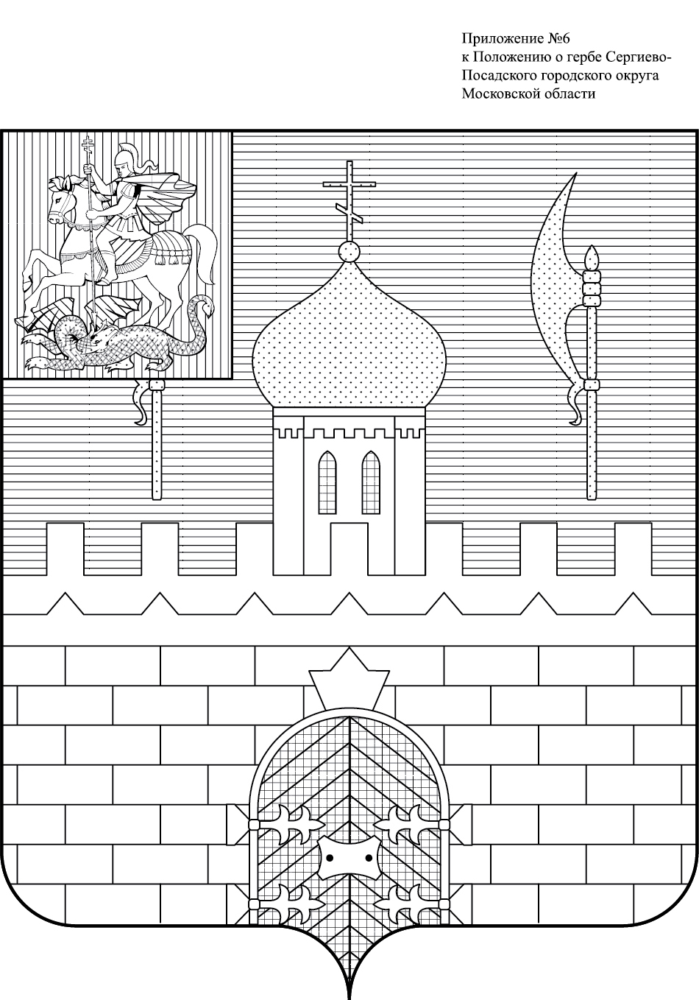 Приложение №6
к Положению о гербе Сергиево-
Посадского городского округа
Московской области